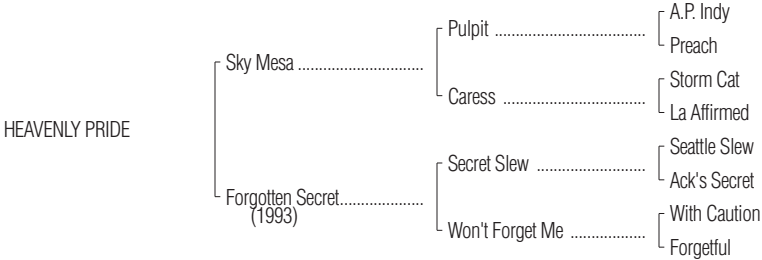 A.P. Indy
Pulpit ......................................
Preach
Sky Mesa ..............................
Storm Cat
Caress ....................................
La Affirmed
HEAVENLY PRIDE
Seattle Slew
Secret Slew ...........................
Ack's Secret
Forgotten Secret....................
(1993)
With Caution
Won't Forget Me ...................
Forgetful